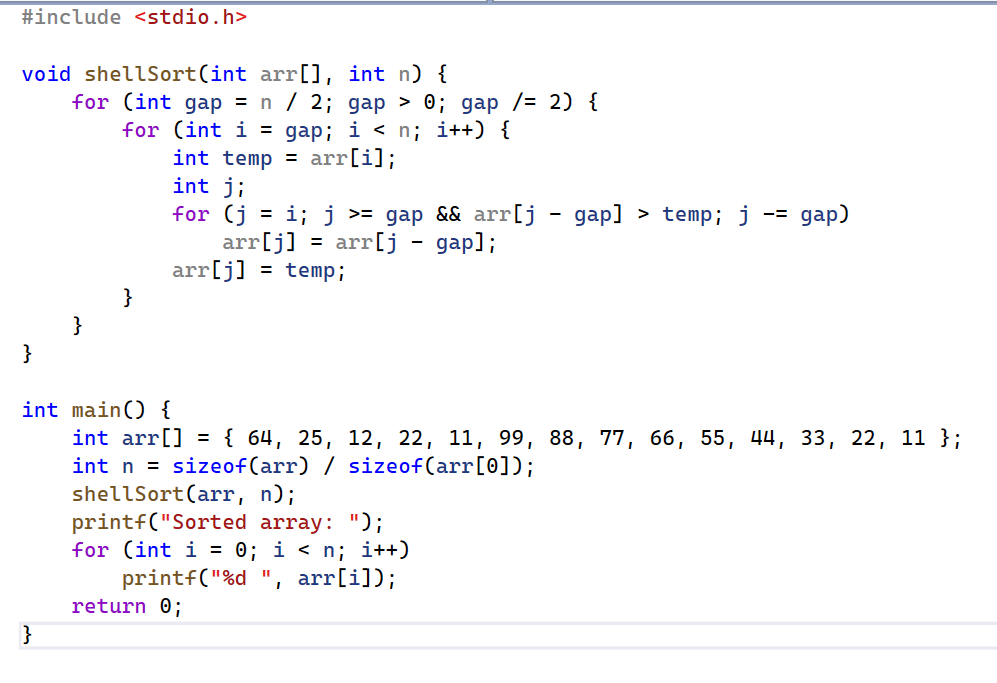 #include <stdio.h>

void shellSort(int arr[], int n) {
    for (int gap = n / 2; gap > 0; gap /= 2) {
        for (int i = gap; i < n; i++) {
            int temp = arr[i];
            int j;
            for (j = i; j >= gap && arr[j - gap] > temp; j -= gap)
                arr[j] = arr[j - gap];
            arr[j] = temp;
        }
    }
}

int main() {
    int arr[] = { 64, 25, 12, 22, 11, 99, 88, 77, 66, 55, 44, 33, 22, 11 };
    int n = sizeof(arr) / sizeof(arr[0]);
    shellSort(arr, n);
    printf("Sorted array: ");
    for (int i = 0; i < n; i++)
        printf("%d ", arr[i]);
    return 0;
}